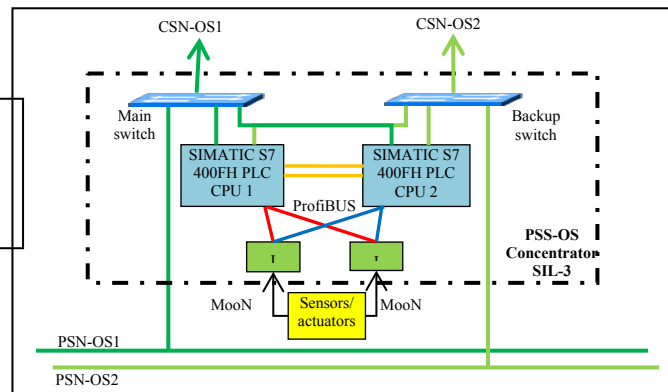 CSN-OS1
CSN-OS2
Main
switch
Backup
switch
SIMATIC S7
400FH PLC
CPU 1
SIMATIC S7
400FH PLC
CPU 2
ProfiBUS
PSS-OS
Concentrator
SIL-3
MooN
Sensors/
actuators
MooN
PSN-OS1
PSN-OS2